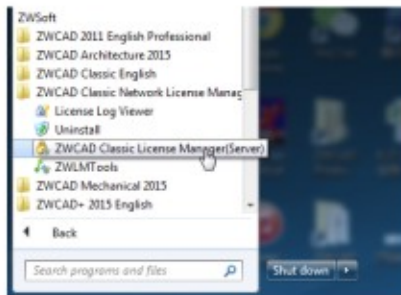 ZWSoft
ZWCAD 2011 English Professional
ZWCAD Architecture 2015
ZWCAD Classic English
ZWCAD Classic Network License Manag
License Log Viewer
Uninstall
ZWCAD Classic License Manager(Server)
ZWLMTools
ZWCAD Mechanical 2015
ZWCAD+ 2015 English
Back
Search programs and files
Shut down